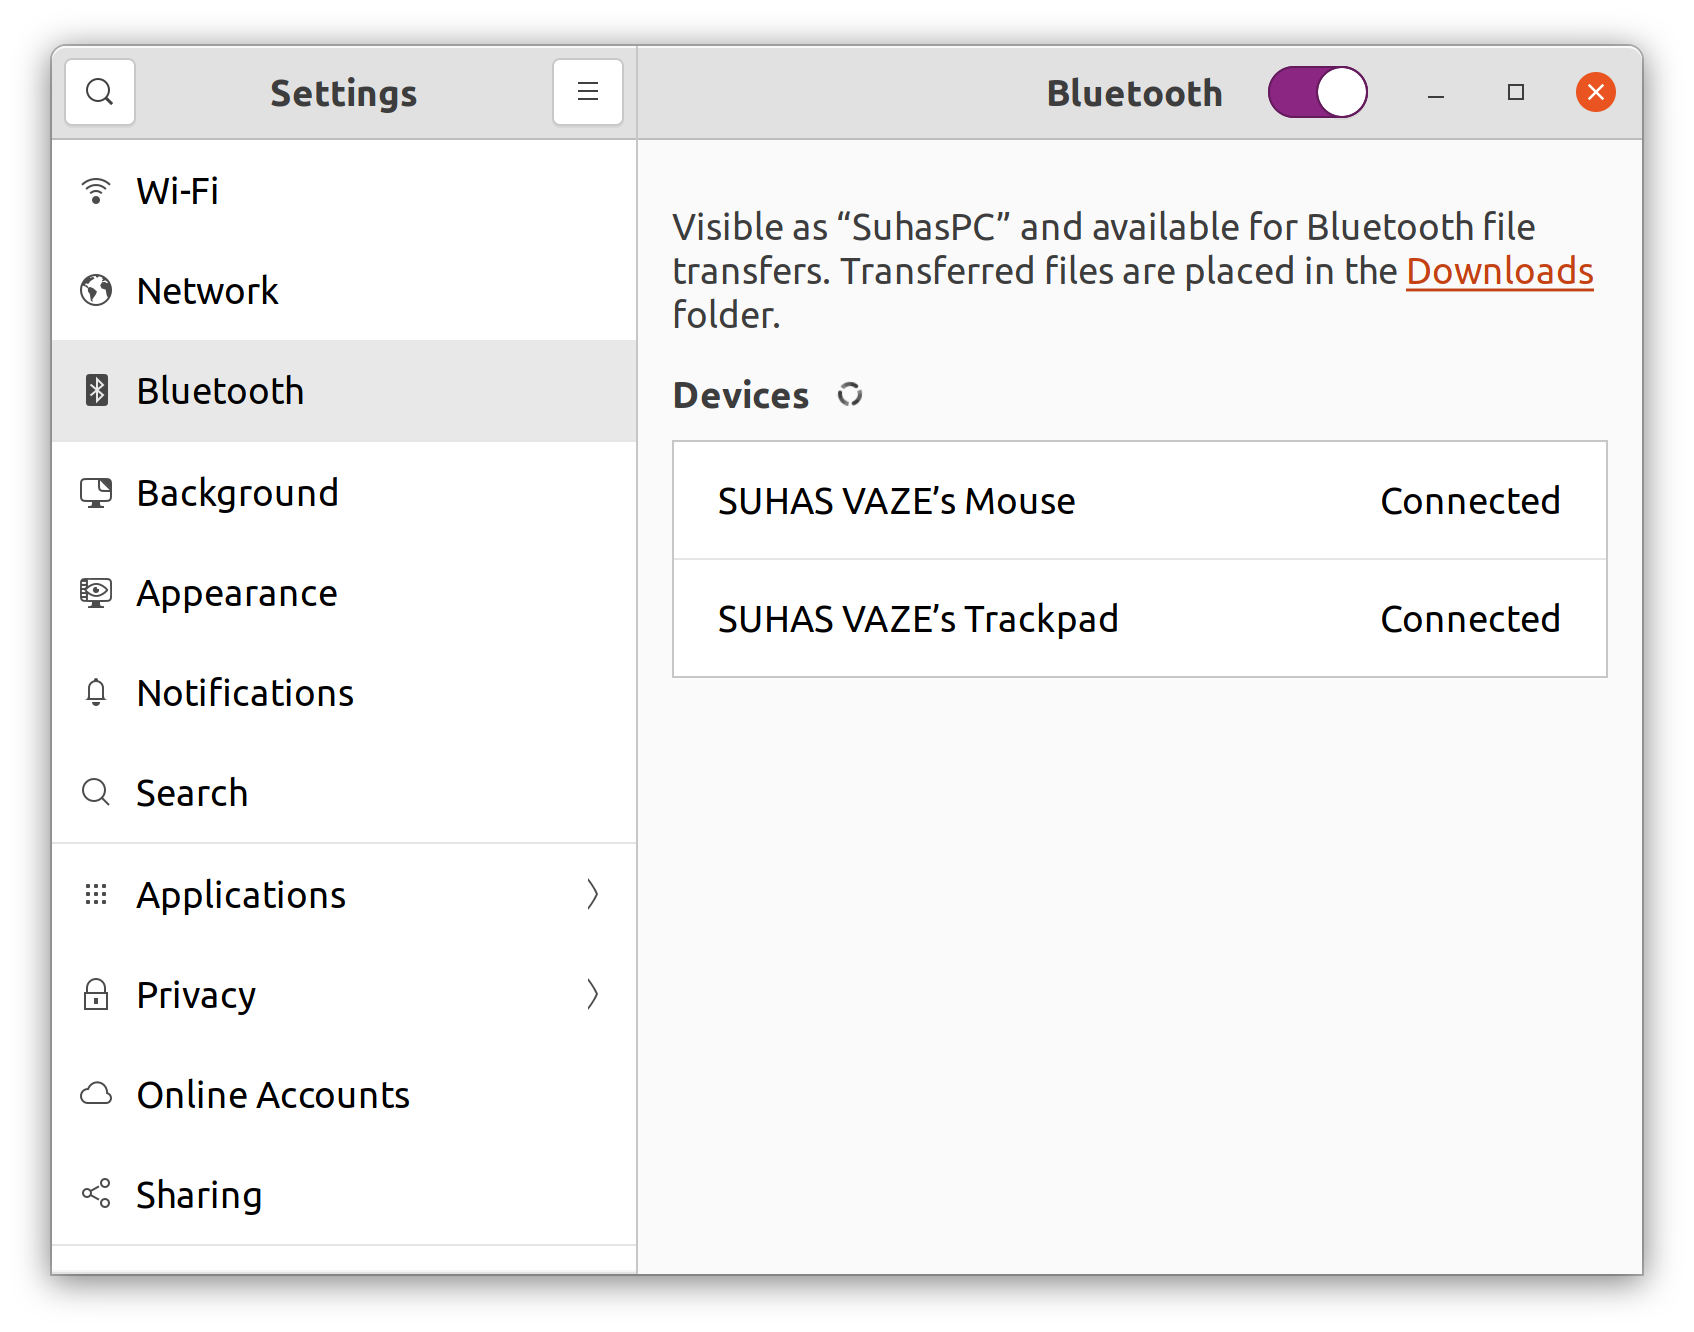 Settings
Bluetooth
Wi-Fi
Network
Bluetooth
Background
Appearance
Notifications
Search
Applications
Privacy
Online Accounts
Sharing
Visible as “SuhasPC” and available for Bluetooth file
transfers. Transferred files are placed in the Downloads
folder.
Devices
SUHAS VAZE’s Mouse Connected
SUHAS VAZE’s Trackpad Connected